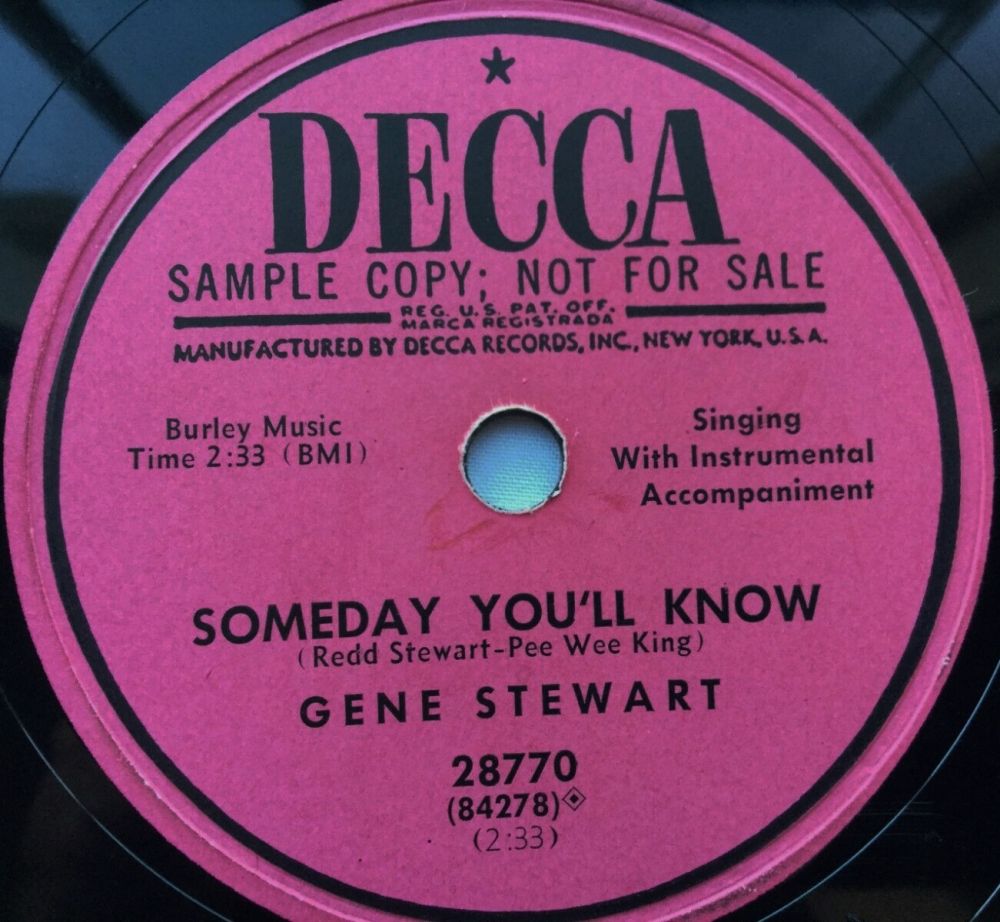 DECCA
SAMPLE COPY; NOT FOR SALE
REG. U.S. PAT. OFF.
MARCA REGISTRADA
MANUFACTURED BY DECCA RECORDS, INC., NEW YORK, U.S.A.
Burley Music
Time 2:33 (BMI)
Singing
With Instrumental
Accompaniment
SOMEDAY YOU'LL KNOW
(Redd Stewart-Pee Wee King)
GENE STEWART
28770
(84278)
(2:33)